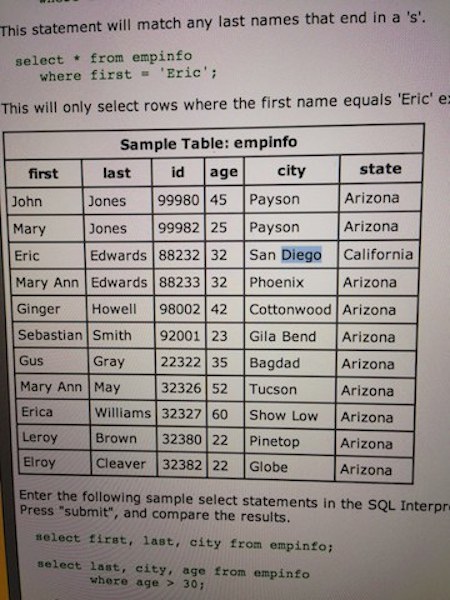 This statement will match any last names that end in a 's'.
select * from empinfo
where first = 'Eric';
This will only select rows where the first name equals 'Eric'
Sample Table: empinfo
first last id age city state
John Jones 99980 45 Payson Arizona
Mary Jones 99982 25 Payson Arizona
Eric Edwards 88232 32 San Diego California
Mary Ann Edwards 88233 32 Phoenix Arizona
Ginger Howell 98002 42 Cottonwood Arizona
Sebastian Smith 92001 23 Gila Bend Arizona
Gus Gray 22322 35 Bagdad Arizona
Mary Ann May 32326 52 Tucson Arizona
Erica Williams 32327 60 Show Low Arizona
Leroy Brown 32380 22 Pinetop Arizona
Elroy Cleaver 32382 22 Globe Arizona
Enter the following sample select statements in the SQL
Press "submit", and compare the results.
select first, last, city from empinfo;
select last, city, age from empinfo
where age > 30;